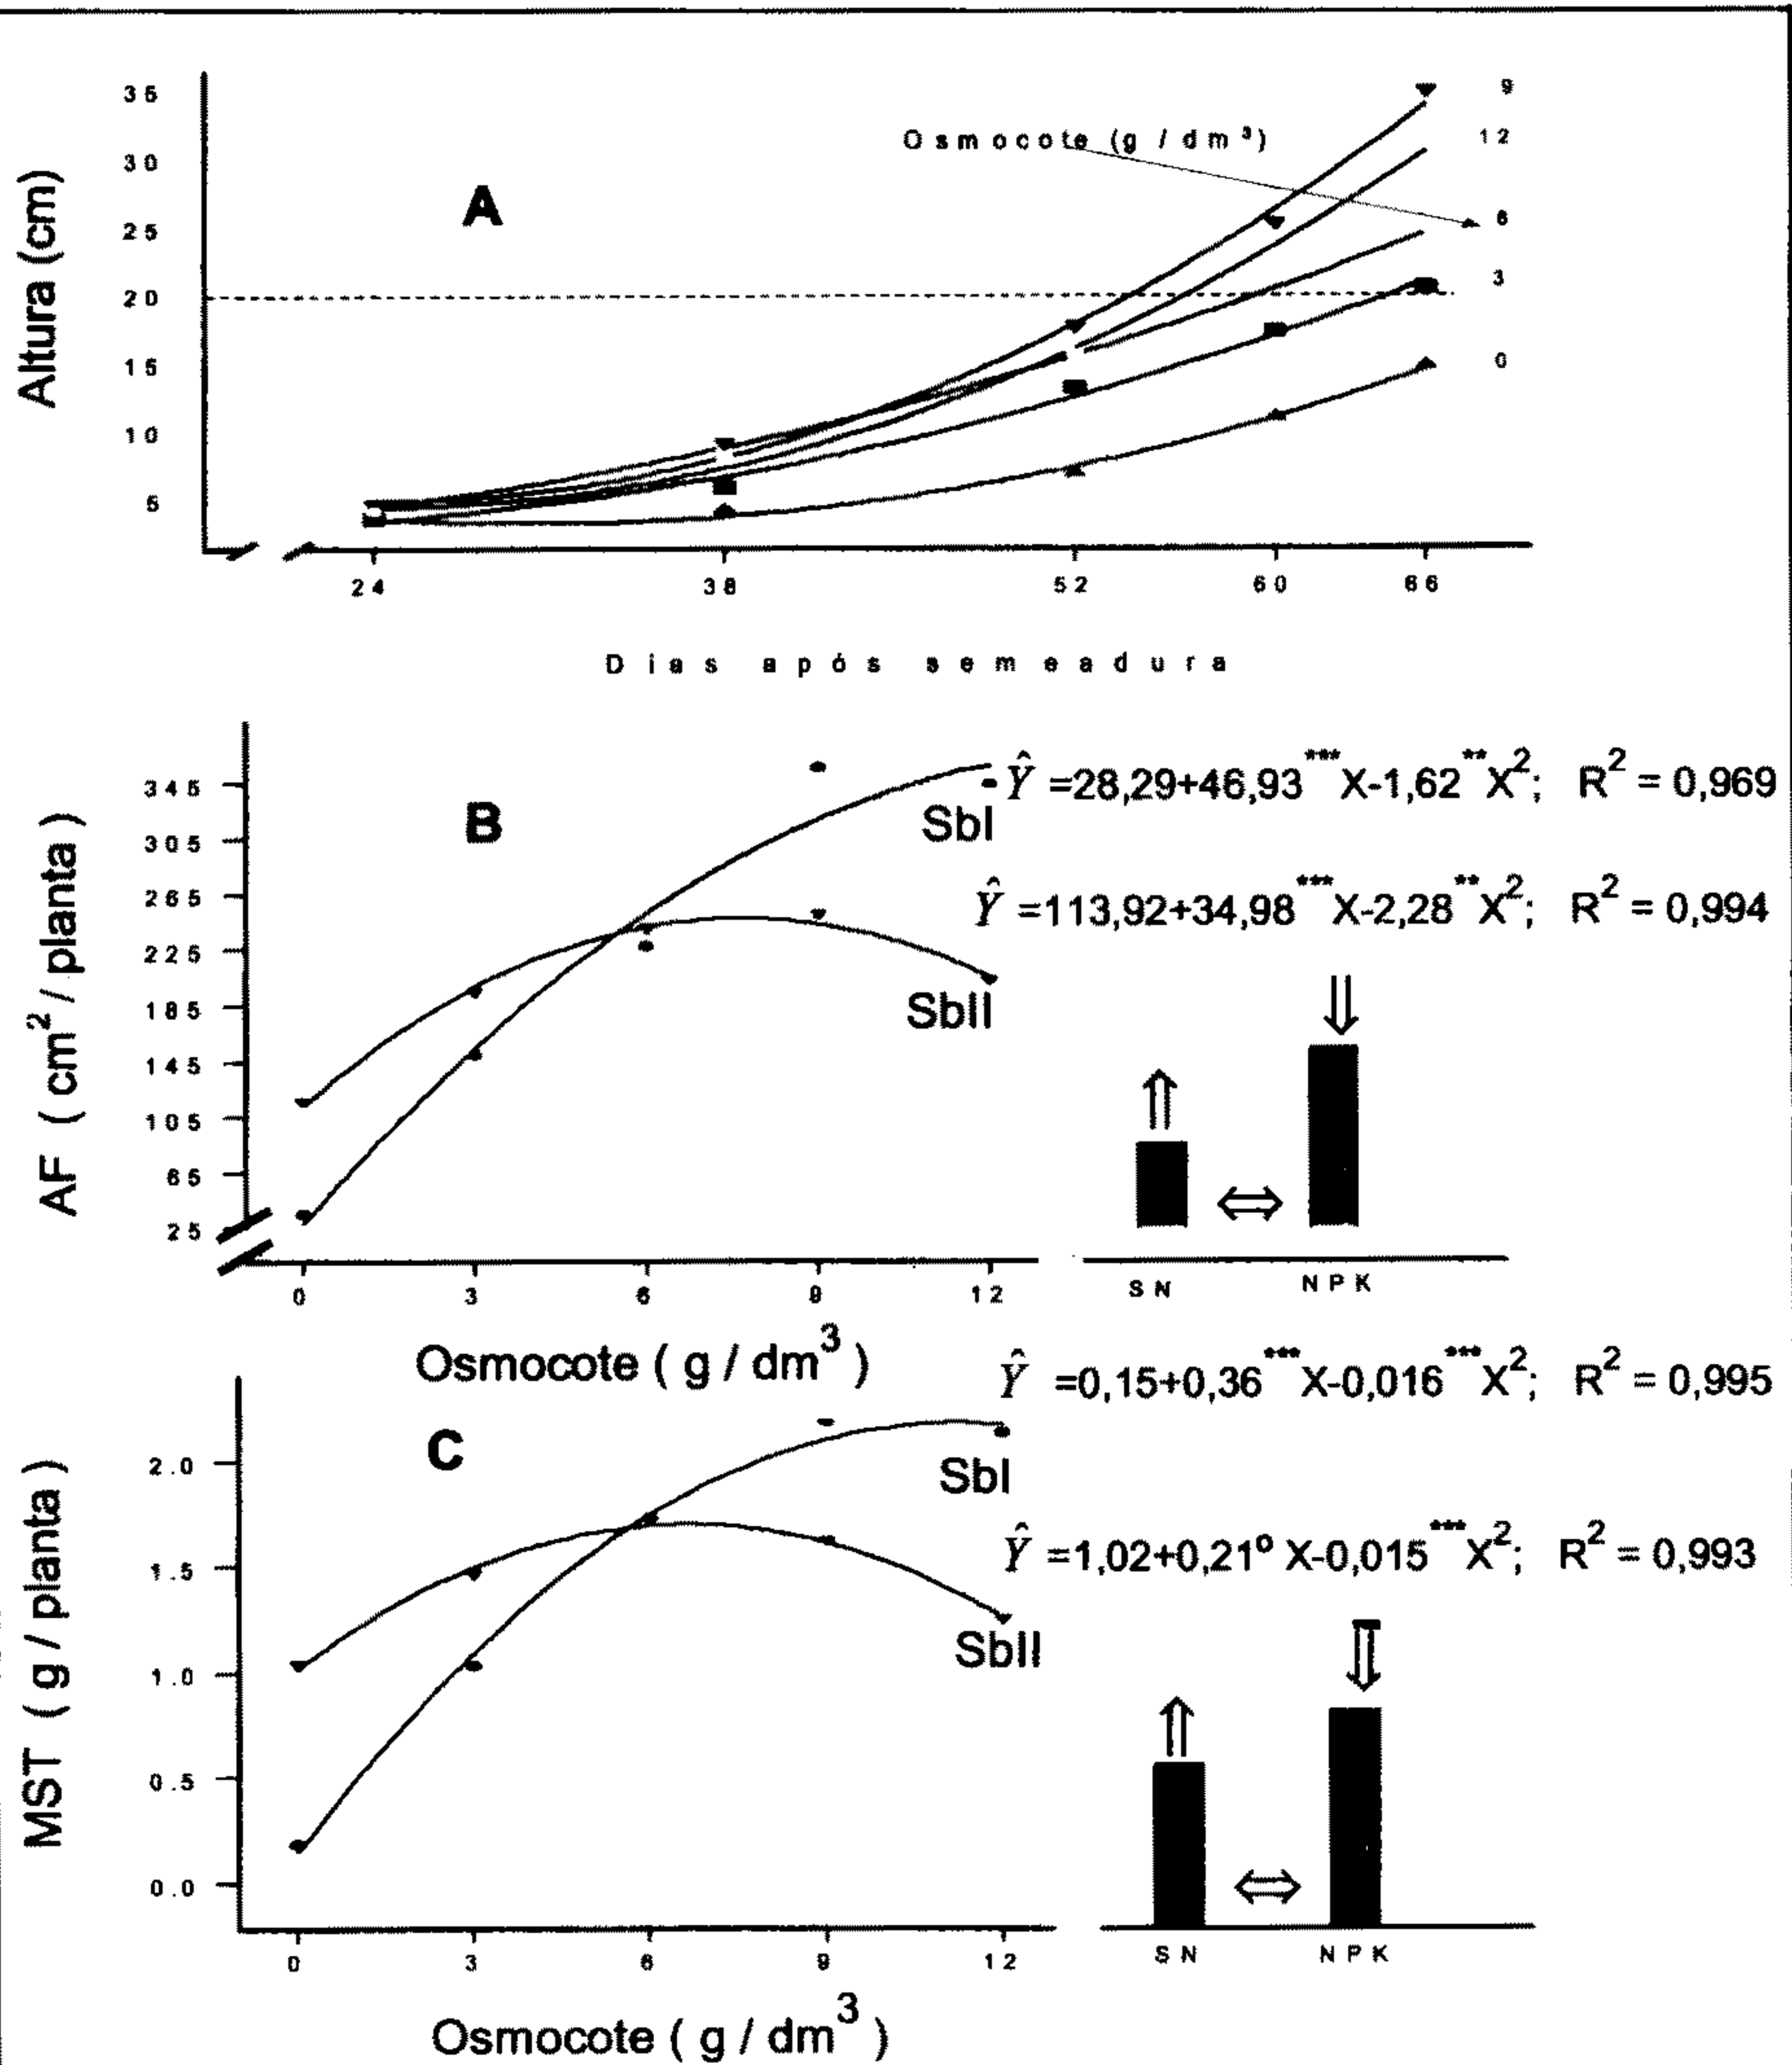 35
9
Osmocote (g / dm³)
12
30
A
6
25
20
3
15
0
10
5
Altura (cm)
24 38 52 60 66
Dias após semeadura
345
Ŷ =28,29+46,93***X-1,62**X²; R² = 0,969
B
SbI
305
265
Ŷ =113,92+34,98***X-2,28**X²; R² = 0,994
225
SbII
185
145
105
65
25
AF ( cm² / planta)
0 3 6 9 12
SN NPK
Osmocote ( g / dm³ )
Ŷ =0,15+0,36***X-0,016***X²; R² = 0,995
C
2.0
SbI
1.5
Ŷ =1,02+0,21º X-0,015***X²; R² = 0,993
SbII
1.0
0.5
0.0
MST ( g / planta)
0 3 6 9 12
SN NPK
Osmocote ( g / dm³ )